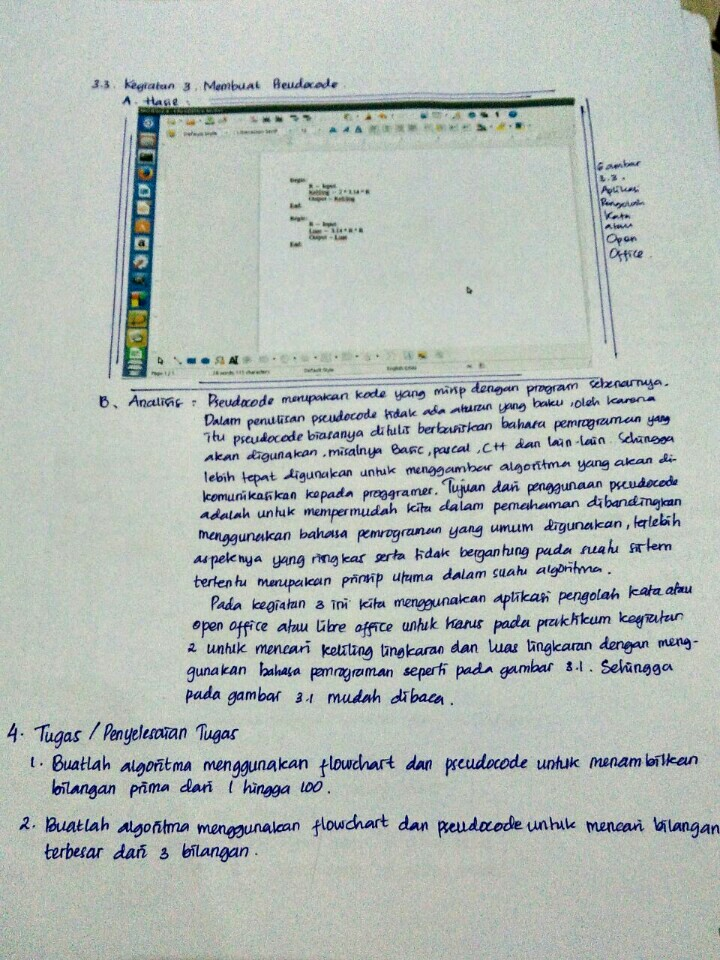 3.3. Kegiatan 3. Membuat Pseudocode
A. Hasil :
Default Style
Begin:
R ← Input
Keliling ← 2 * 3.14 * R
Output ← Keliling
End.
Begin:
R ← Input
Luas ← 3.14 * R * R
Output ← Luas
End.
Gambar
3.3.
Aplikasi
Pengolah
Kata
atau
Open
Office.
Page 1 / 1
Default Style
B. Analisis : Pseudocode merupakan kode yang mirip dengan program sebenarnya.
Dalam penulisan pseudocode tidak ada aturan yang baku, oleh karena
itu pseudocode biasanya ditulis berdasarkan bahasa pemrograman yang
akan digunakan, misalnya Basic, pascal, C++ dan lain-lain. Sehingga
lebih tepat digunakan untuk menggambar algoritma yang akan di-
komunikasikan kepada proggramer. Tujuan dari penggunaan pseudocode
adalah untuk mempermudah kita dalam pemahaman dibandingkan
menggunakan bahasa pemrograman yang umum digunakan, terlebih
aspeknya yang ringkas serta tidak bergantung pada suatu sistem
tertentu merupakan prinsip utama dalam suatu algoritma.
Pada kegiatan 3 ini kita menggunakan aplikasi pengolah kata atau
open office atau Libre office untuk kasus pada praktikum kegiatan
2 untuk mencari keliling lingkaran dan luas lingkaran dengan meng-
gunakan bahasa pemrograman seperti pada gambar 3.1. Sehingga
pada gambar 3.1 mudah dibaca.
4. Tugas / Penyelesaian Tugas
1. Buatlah algoritma menggunakan flowchart dan pseudocode untuk menambilkan
bilangan prima dari 1 hingga 100.
2. Buatlah algoritma menggunakan flowchart dan pseudocode untuk mencari bilangan
terbesar dari 3 bilangan.